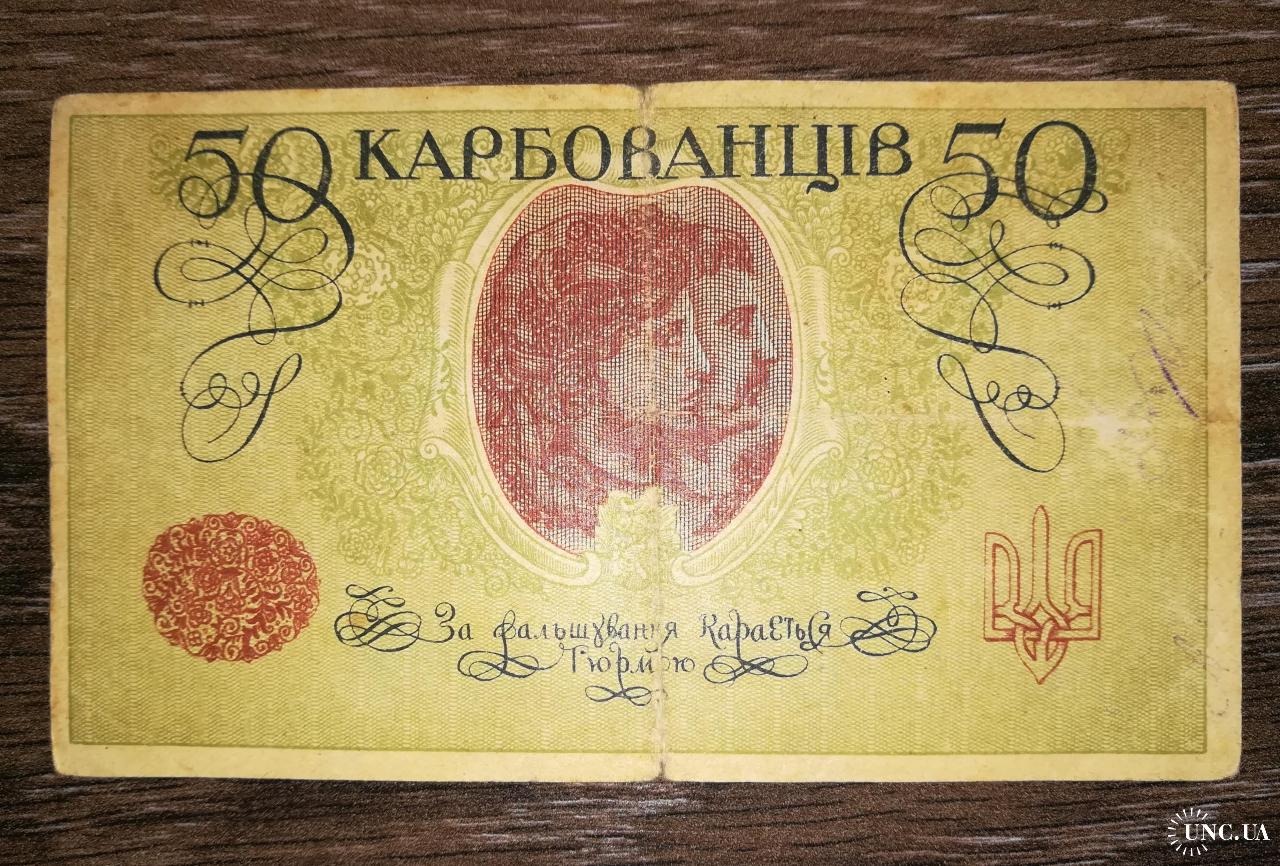 50 КАРБОВАНЦІВ 50
За фальшування Карається
Тюрмою
UNC.UA